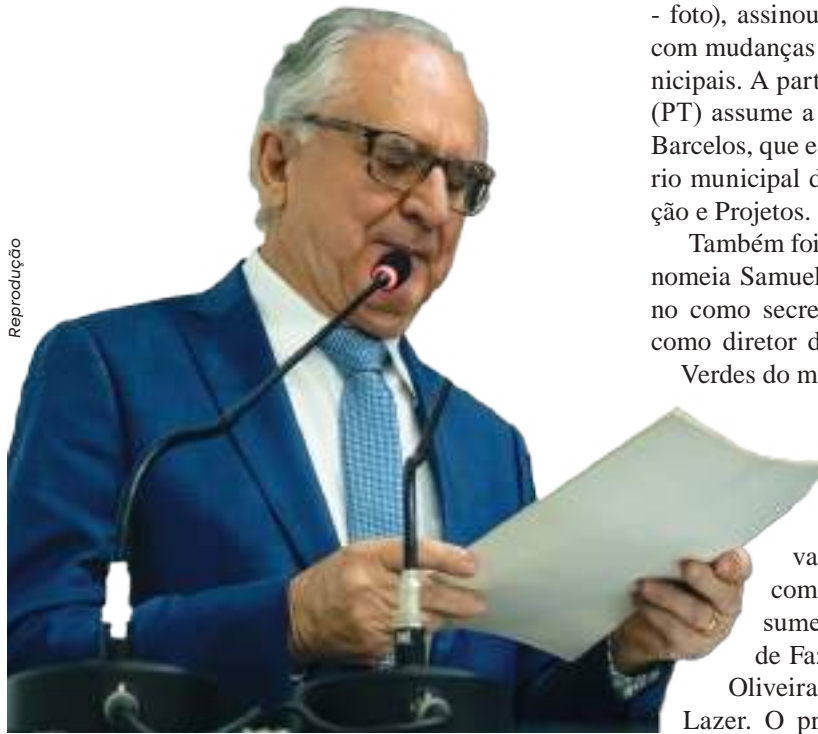 - foto), assinou
com mudanças
nicipais. A part
(PT) assume a
Barcelos, que e
rio municipal d
ção e Projetos.
Também foi
nomeia Samuel
no como secre
como diretor d
Verdes do m
va
com
sume
de Faz
Oliveira
Lazer. O pr
Reprodução